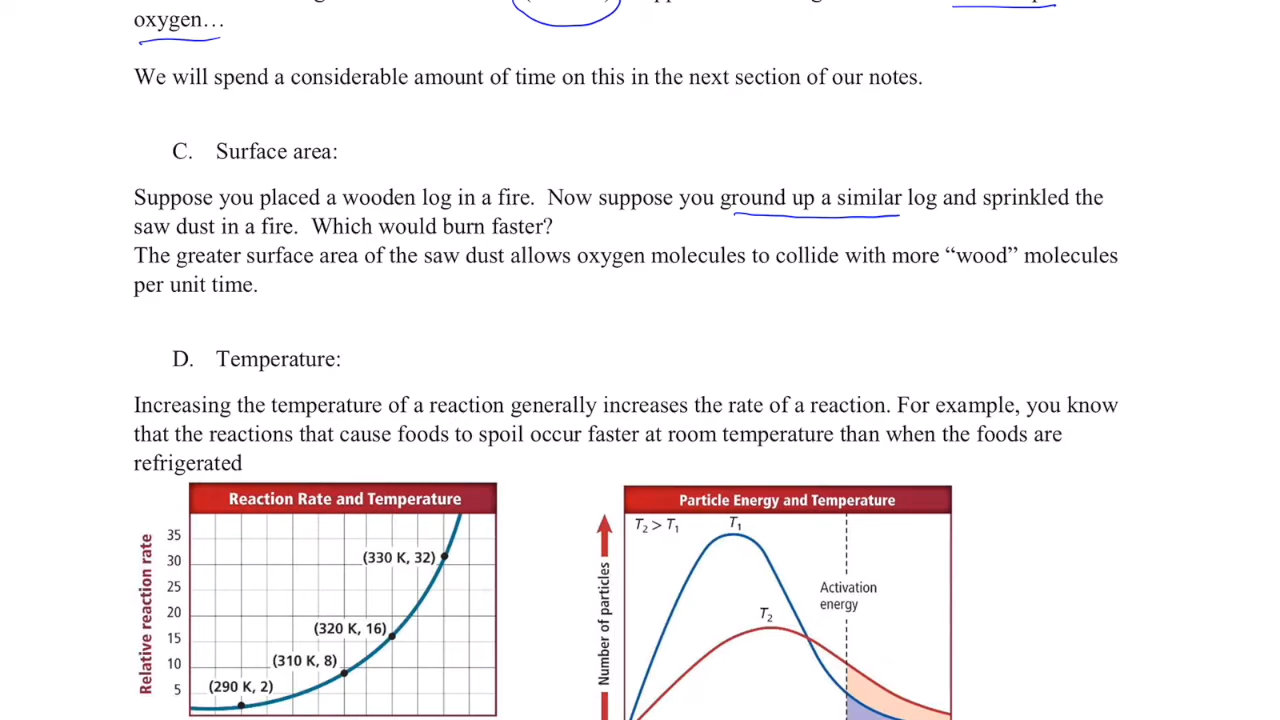 oxygen…
We will spend a considerable amount of time on this in the next section of our notes.
C. Surface area:
Suppose you placed a wooden log in a fire. Now suppose you ground up a similar log and sprinkled the
saw dust in a fire. Which would burn faster?
The greater surface area of the saw dust allows oxygen molecules to collide with more “wood” molecules
per unit time.
D. Temperature:
Increasing the temperature of a reaction generally increases the rate of a reaction. For example, you know
that the reactions that cause foods to spoil occur faster at room temperature than when the foods are
refrigerated
Reaction Rate and Temperature
Relative reaction rate
35
30
25
20
15
10
5
(330 K, 32)
(320 K, 16)
(310 K, 8)
(290 K, 2)
Particle Energy and Temperature
Number of particles
T₂ > T₁
T₁
Activation
energy
T₂